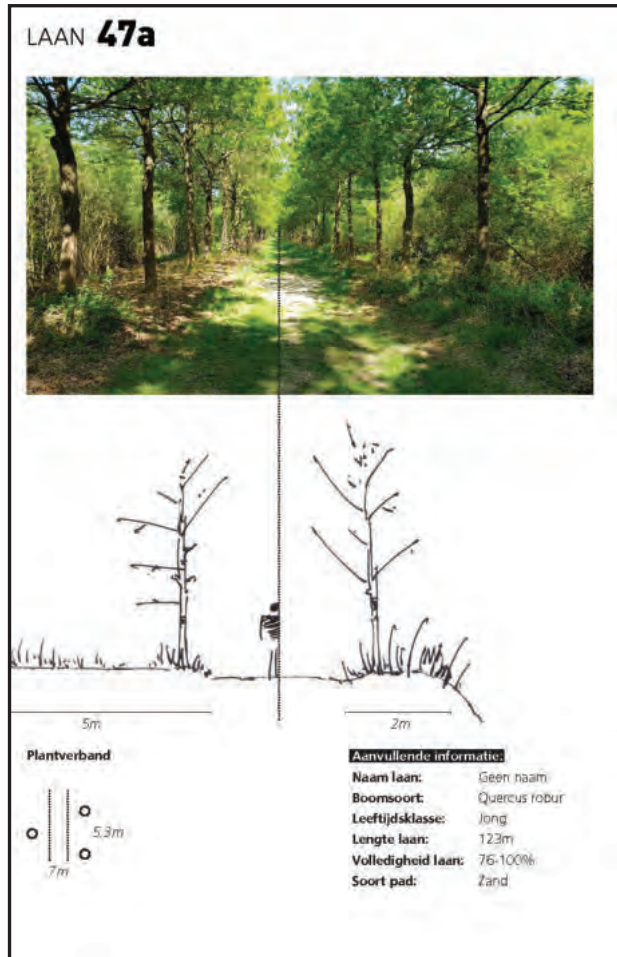 LAAN 47a
5m
2m
Plantverband
5,3m
7m
Aanvullende informatie:
Naam laan: Geen naam
Boomsoort: Quercus robur
Leeftijdsklasse: Jong
Lengte laan: 123m
Volledigheid laan: 76-100%
Soort pad: Zand